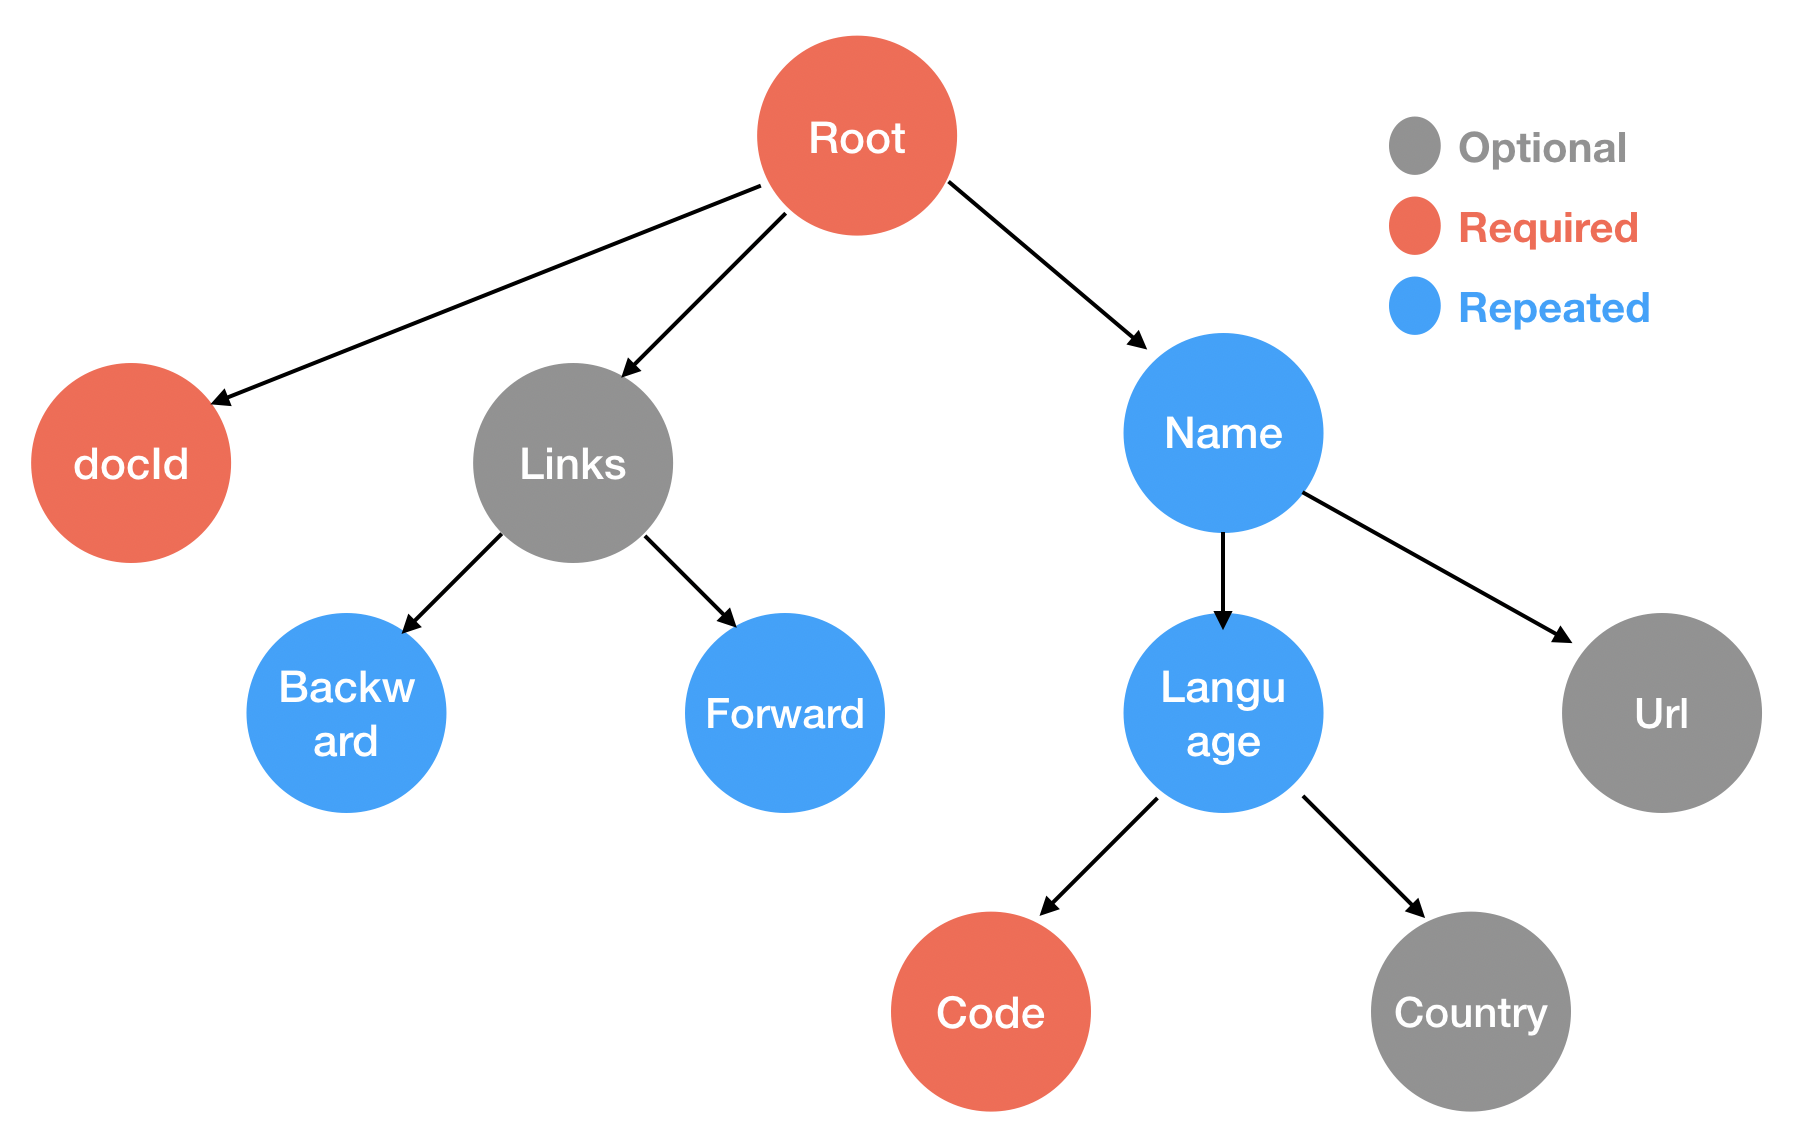 Root
Optional
Required
Repeated
docId
Links
Name
Backw
ard
Forward
Langu
age
Url
Code
Country